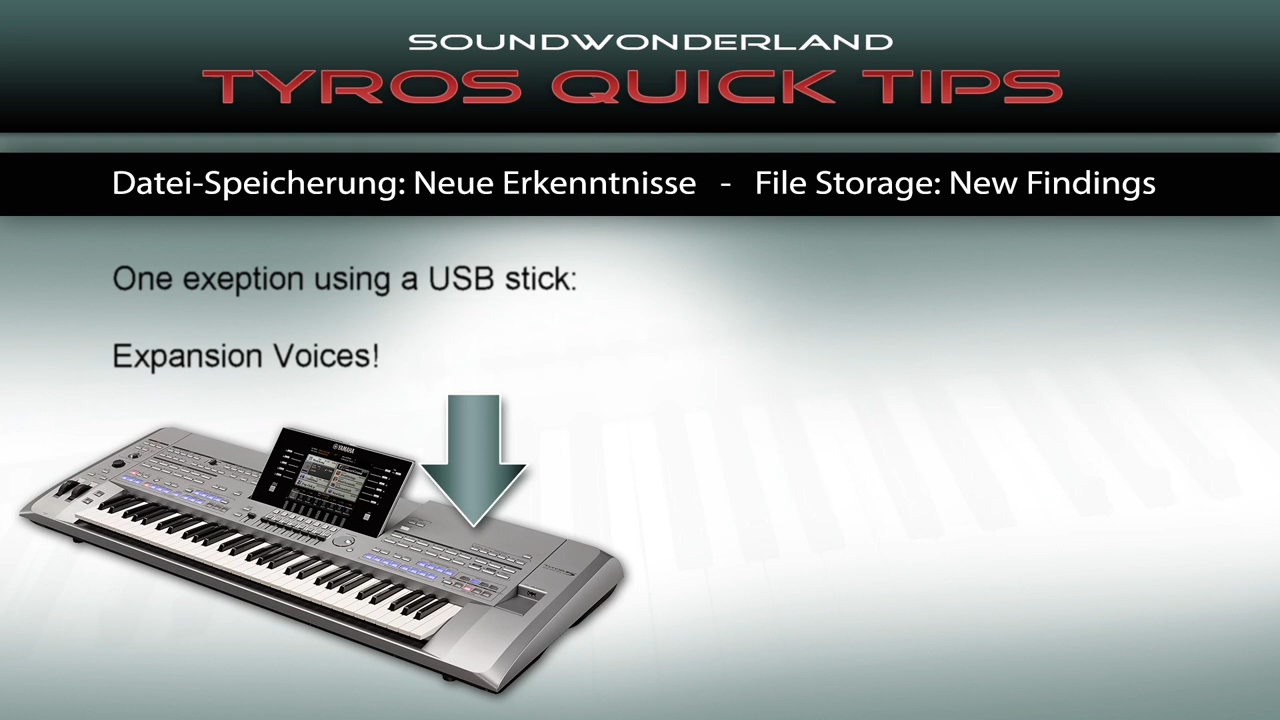 SOUNDWONDERLAND
TYROS QUICK TIPS
Datei-Speicherung: Neue Erkenntnisse - File Storage: New Findings
One exeption using a USB stick:
Expansion Voices!
YAMAHA